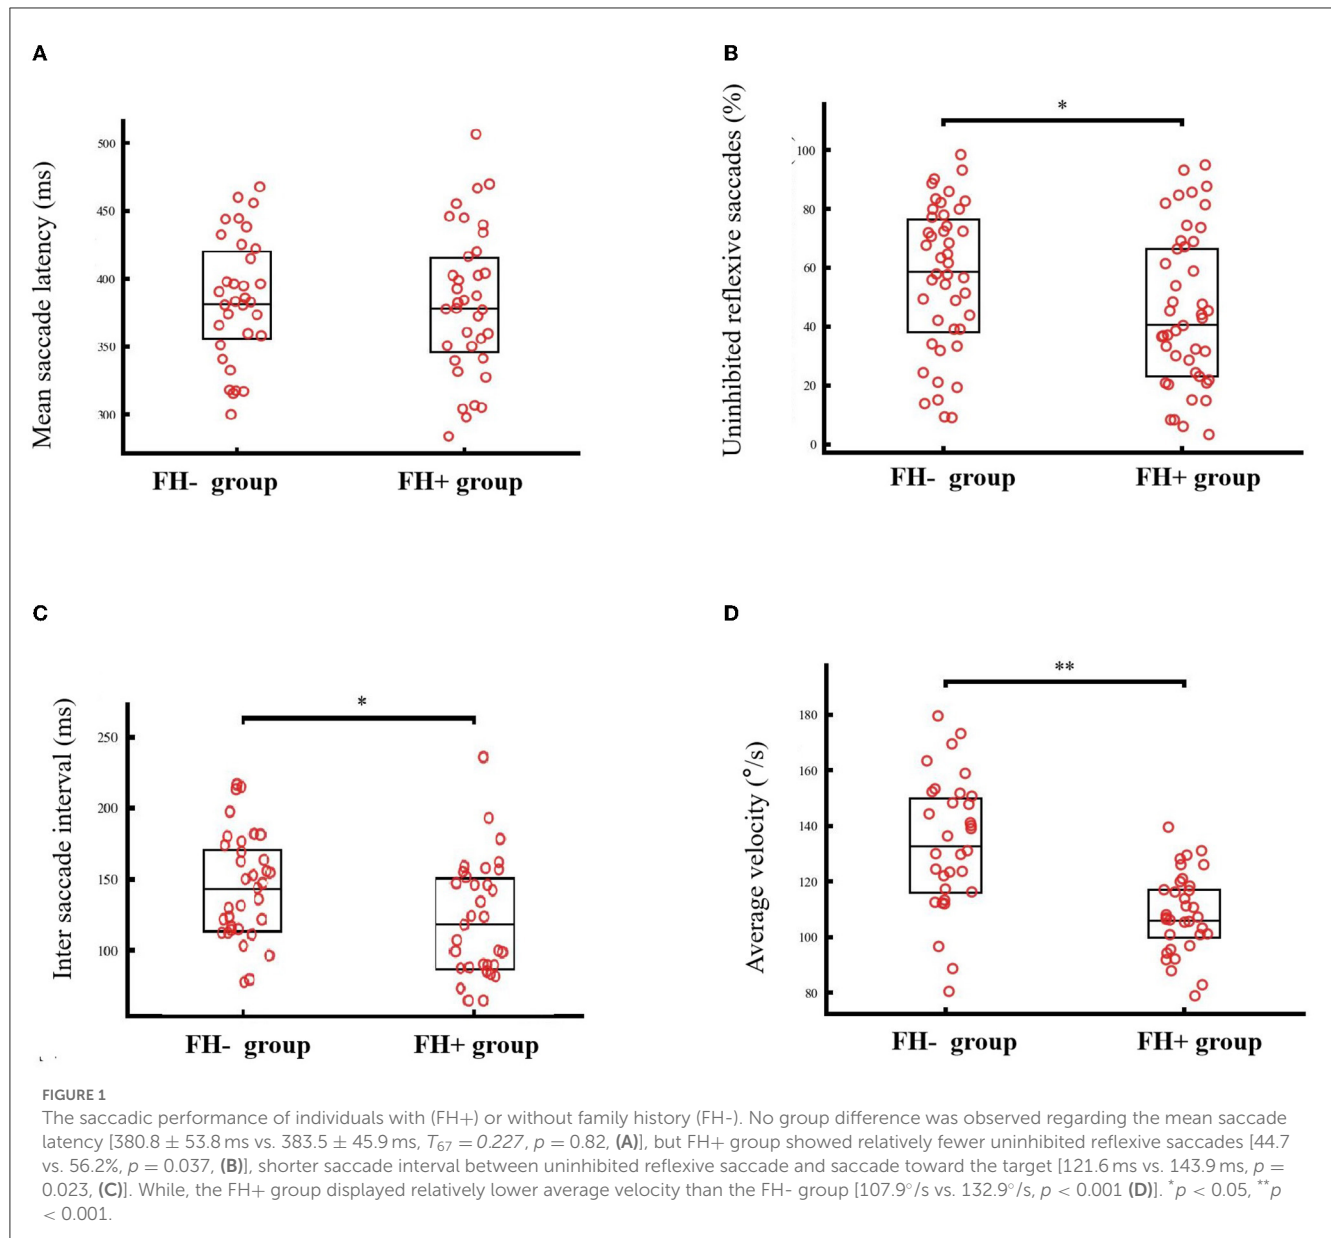 A
Mean saccade latency (ms)
500
450
400
350
300
FH- group
FH+ group
B
Uninhibited reflexive saccades (%)
*
100
80
60
40
20
0
FH- group
FH+ group
C
Inter saccade interval (ms)
*
250
200
150
100
FH- group
FH+ group
D
Average velocity (°/s)
**
180
160
140
120
100
80
FH- group
FH+ group
FIGURE 1
The saccadic performance of individuals with (FH+) or without family history (FH-). No group difference was observed regarding the mean saccade
latency [380.8 ± 53.8 ms vs. 383.5 ± 45.9 ms, T67 = 0.227, p = 0.82, (A)], but FH+ group showed relatively fewer uninhibited reflexive saccades [44.7
vs. 56.2%, p = 0.037, (B)], shorter saccade interval between uninhibited reflexive saccade and saccade toward the target [121.6 ms vs. 143.9 ms, p =
0.023, (C)]. While, the FH+ group displayed relatively lower average velocity than the FH- group [107.9°/s vs. 132.9°/s, p < 0.001 (D)]. *p < 0.05, **p
< 0.001.